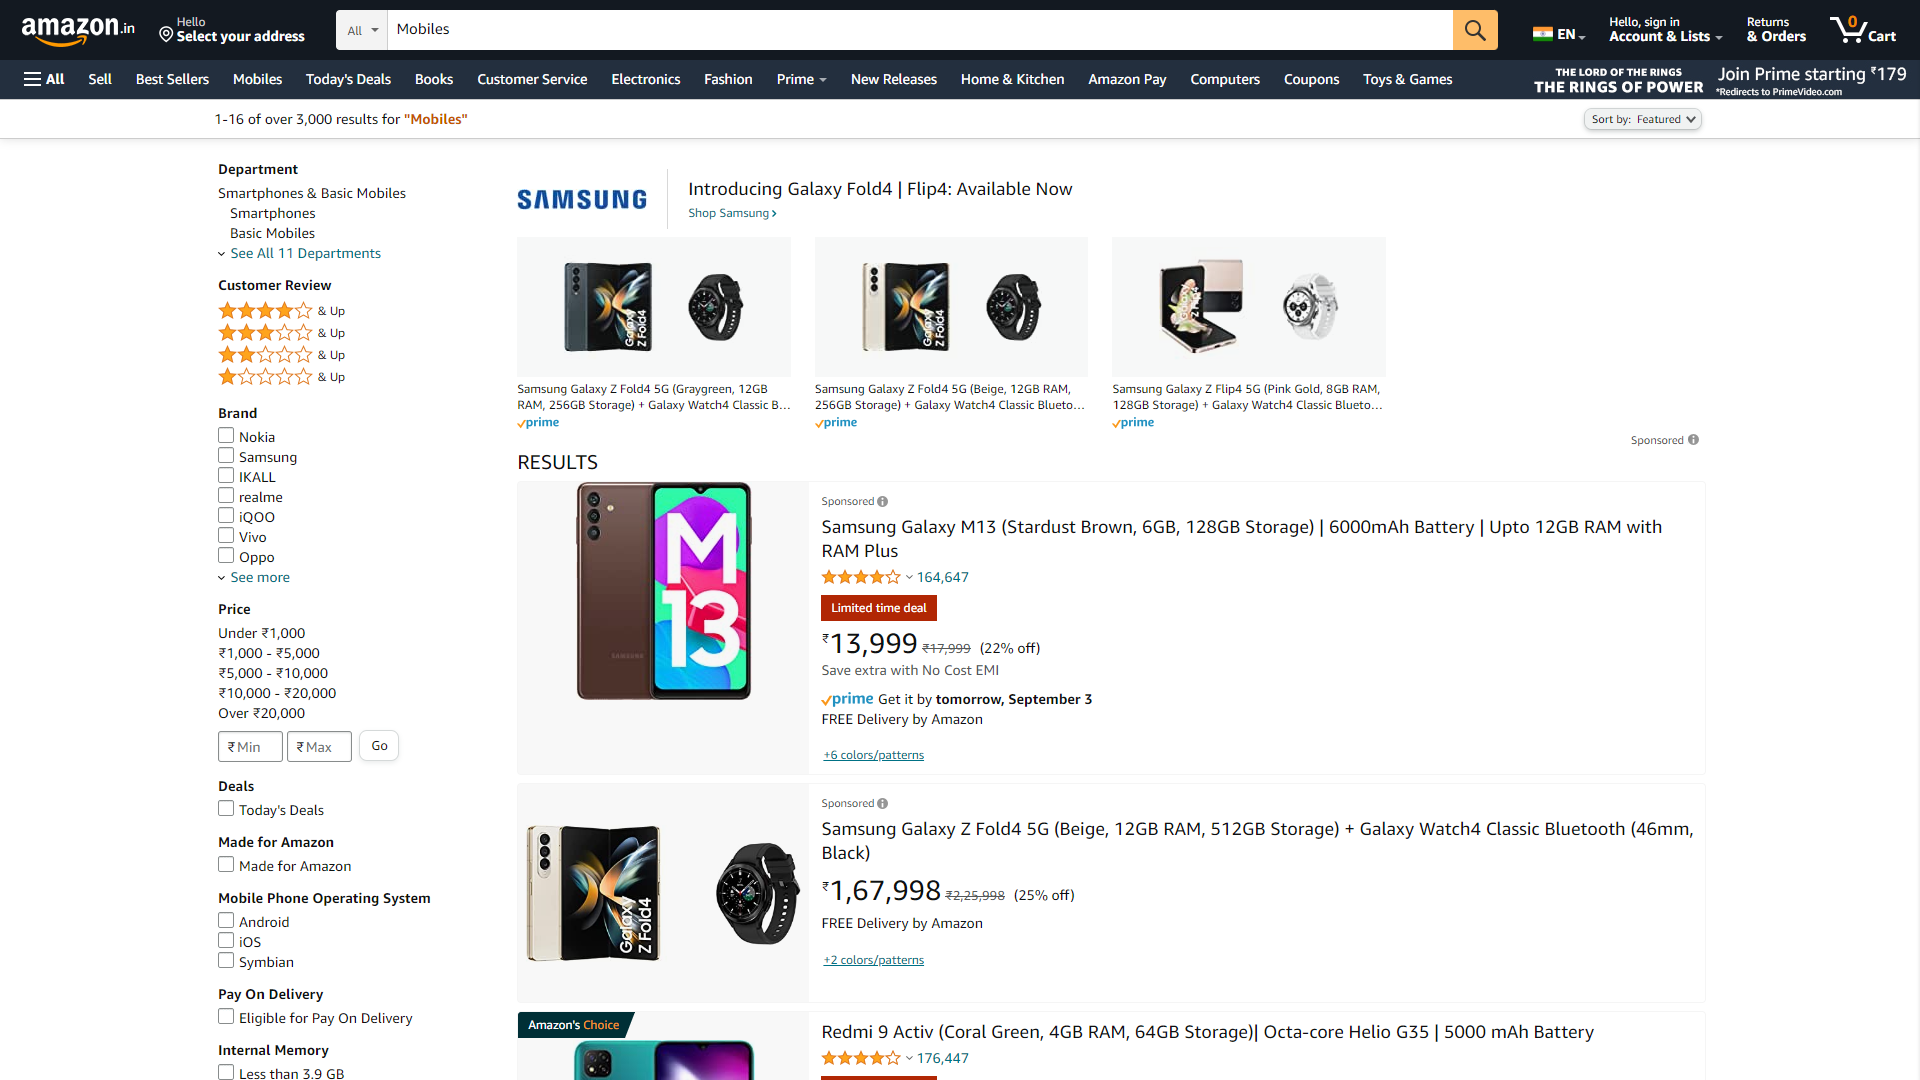 amazon.in
Hello
Select your address
All
Mobiles
EN
Hello, sign in
Account & Lists
Returns
& Orders
0
Cart
All
Sell
Best Sellers
Mobiles
Today's Deals
Books
Customer Service
Electronics
Fashion
Prime
New Releases
Home & Kitchen
Amazon Pay
Computers
Coupons
Toys & Games
THE LORD OF THE RINGS
THE RINGS OF POWER
Join Prime starting ₹179
*Redirects to PrimeVideo.com
1-16 of over 3,000 results for "Mobiles"
Sort by: Featured
Department
Smartphones & Basic Mobiles
Smartphones
Basic Mobiles
See All 11 Departments
Customer Review
& Up
& Up
& Up
& Up
Brand
Nokia
Samsung
IKALL
realme
iQOO
Vivo
Oppo
See more
Price
Under ₹1,000
₹1,000 - ₹5,000
₹5,000 - ₹10,000
₹10,000 - ₹20,000
Over ₹20,000
₹ Min
₹ Max
Go
Deals
Today's Deals
Made for Amazon
Made for Amazon
Mobile Phone Operating System
Android
iOS
Symbian
Pay On Delivery
Eligible for Pay On Delivery
Internal Memory
Less than 3.9 GB
SAMSUNG
Introducing Galaxy Fold4 | Flip4: Available Now
Shop Samsung
Galaxy
Z Fold4
Samsung Galaxy Z Fold4 5G (Graygreen, 12GB
RAM, 256GB Storage) + Galaxy Watch4 Classic B...
prime
Galaxy
Z Fold4
Samsung Galaxy Z Fold4 5G (Beige, 12GB RAM,
256GB Storage) + Galaxy Watch4 Classic Blueto...
prime
Samsung Galaxy Z Flip4 5G (Pink Gold, 8GB RAM,
128GB Storage) + Galaxy Watch4 Classic Blueto...
prime
Sponsored
RESULTS
M
13
SAMSUNG
Sponsored
Samsung Galaxy M13 (Stardust Brown, 6GB, 128GB Storage) | 6000mAh Battery | Upto 12GB RAM with
RAM Plus
164,647
Limited time deal
₹13,999 ₹17,999 (22% off)
Save extra with No Cost EMI
prime Get it by tomorrow, September 3
FREE Delivery by Amazon
+6 colors/patterns
Galaxy
Z Fold4
Sponsored
Samsung Galaxy Z Fold4 5G (Beige, 12GB RAM, 512GB Storage) + Galaxy Watch4 Classic Bluetooth (46mm,
Black)
₹1,67,998 ₹2,25,998 (25% off)
FREE Delivery by Amazon
+2 colors/patterns
Amazon's Choice
Redmi 9 Activ (Coral Green, 4GB RAM, 64GB Storage)| Octa-core Helio G35 | 5000 mAh Battery
176,447